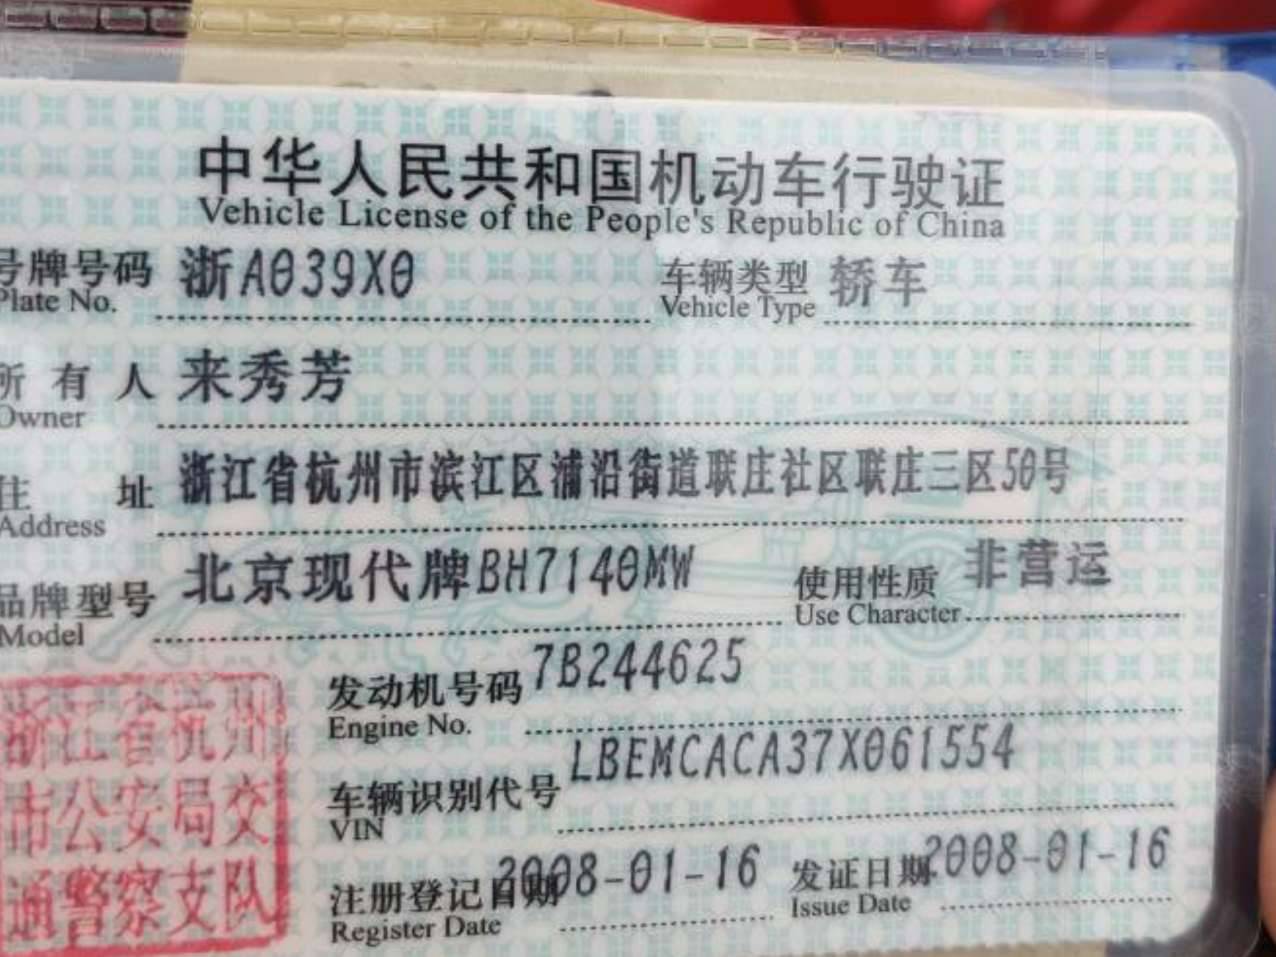 中华人民共和国机动车行驶证
Vehicle License of the People's Republic of China
号牌号码 浙A039X0 车辆类型 轿车
Plate No. Vehicle Type
所有人 来秀芳
Owner
住址 浙江省杭州市滨江区浦沿街道联庄社区联庄三区50号
Address
品牌型号 北京现代牌BH7140MW 使用性质 非营运
Model Use Character
发动机号码 7B244625
Engine No.
车辆识别代号 LBEMCACA37X061554
VIN
注册登记日期 2008-01-16 发证日期 2008-01-16
Register Date Issue Date
浙江省杭州
市公安局交
通警察支队